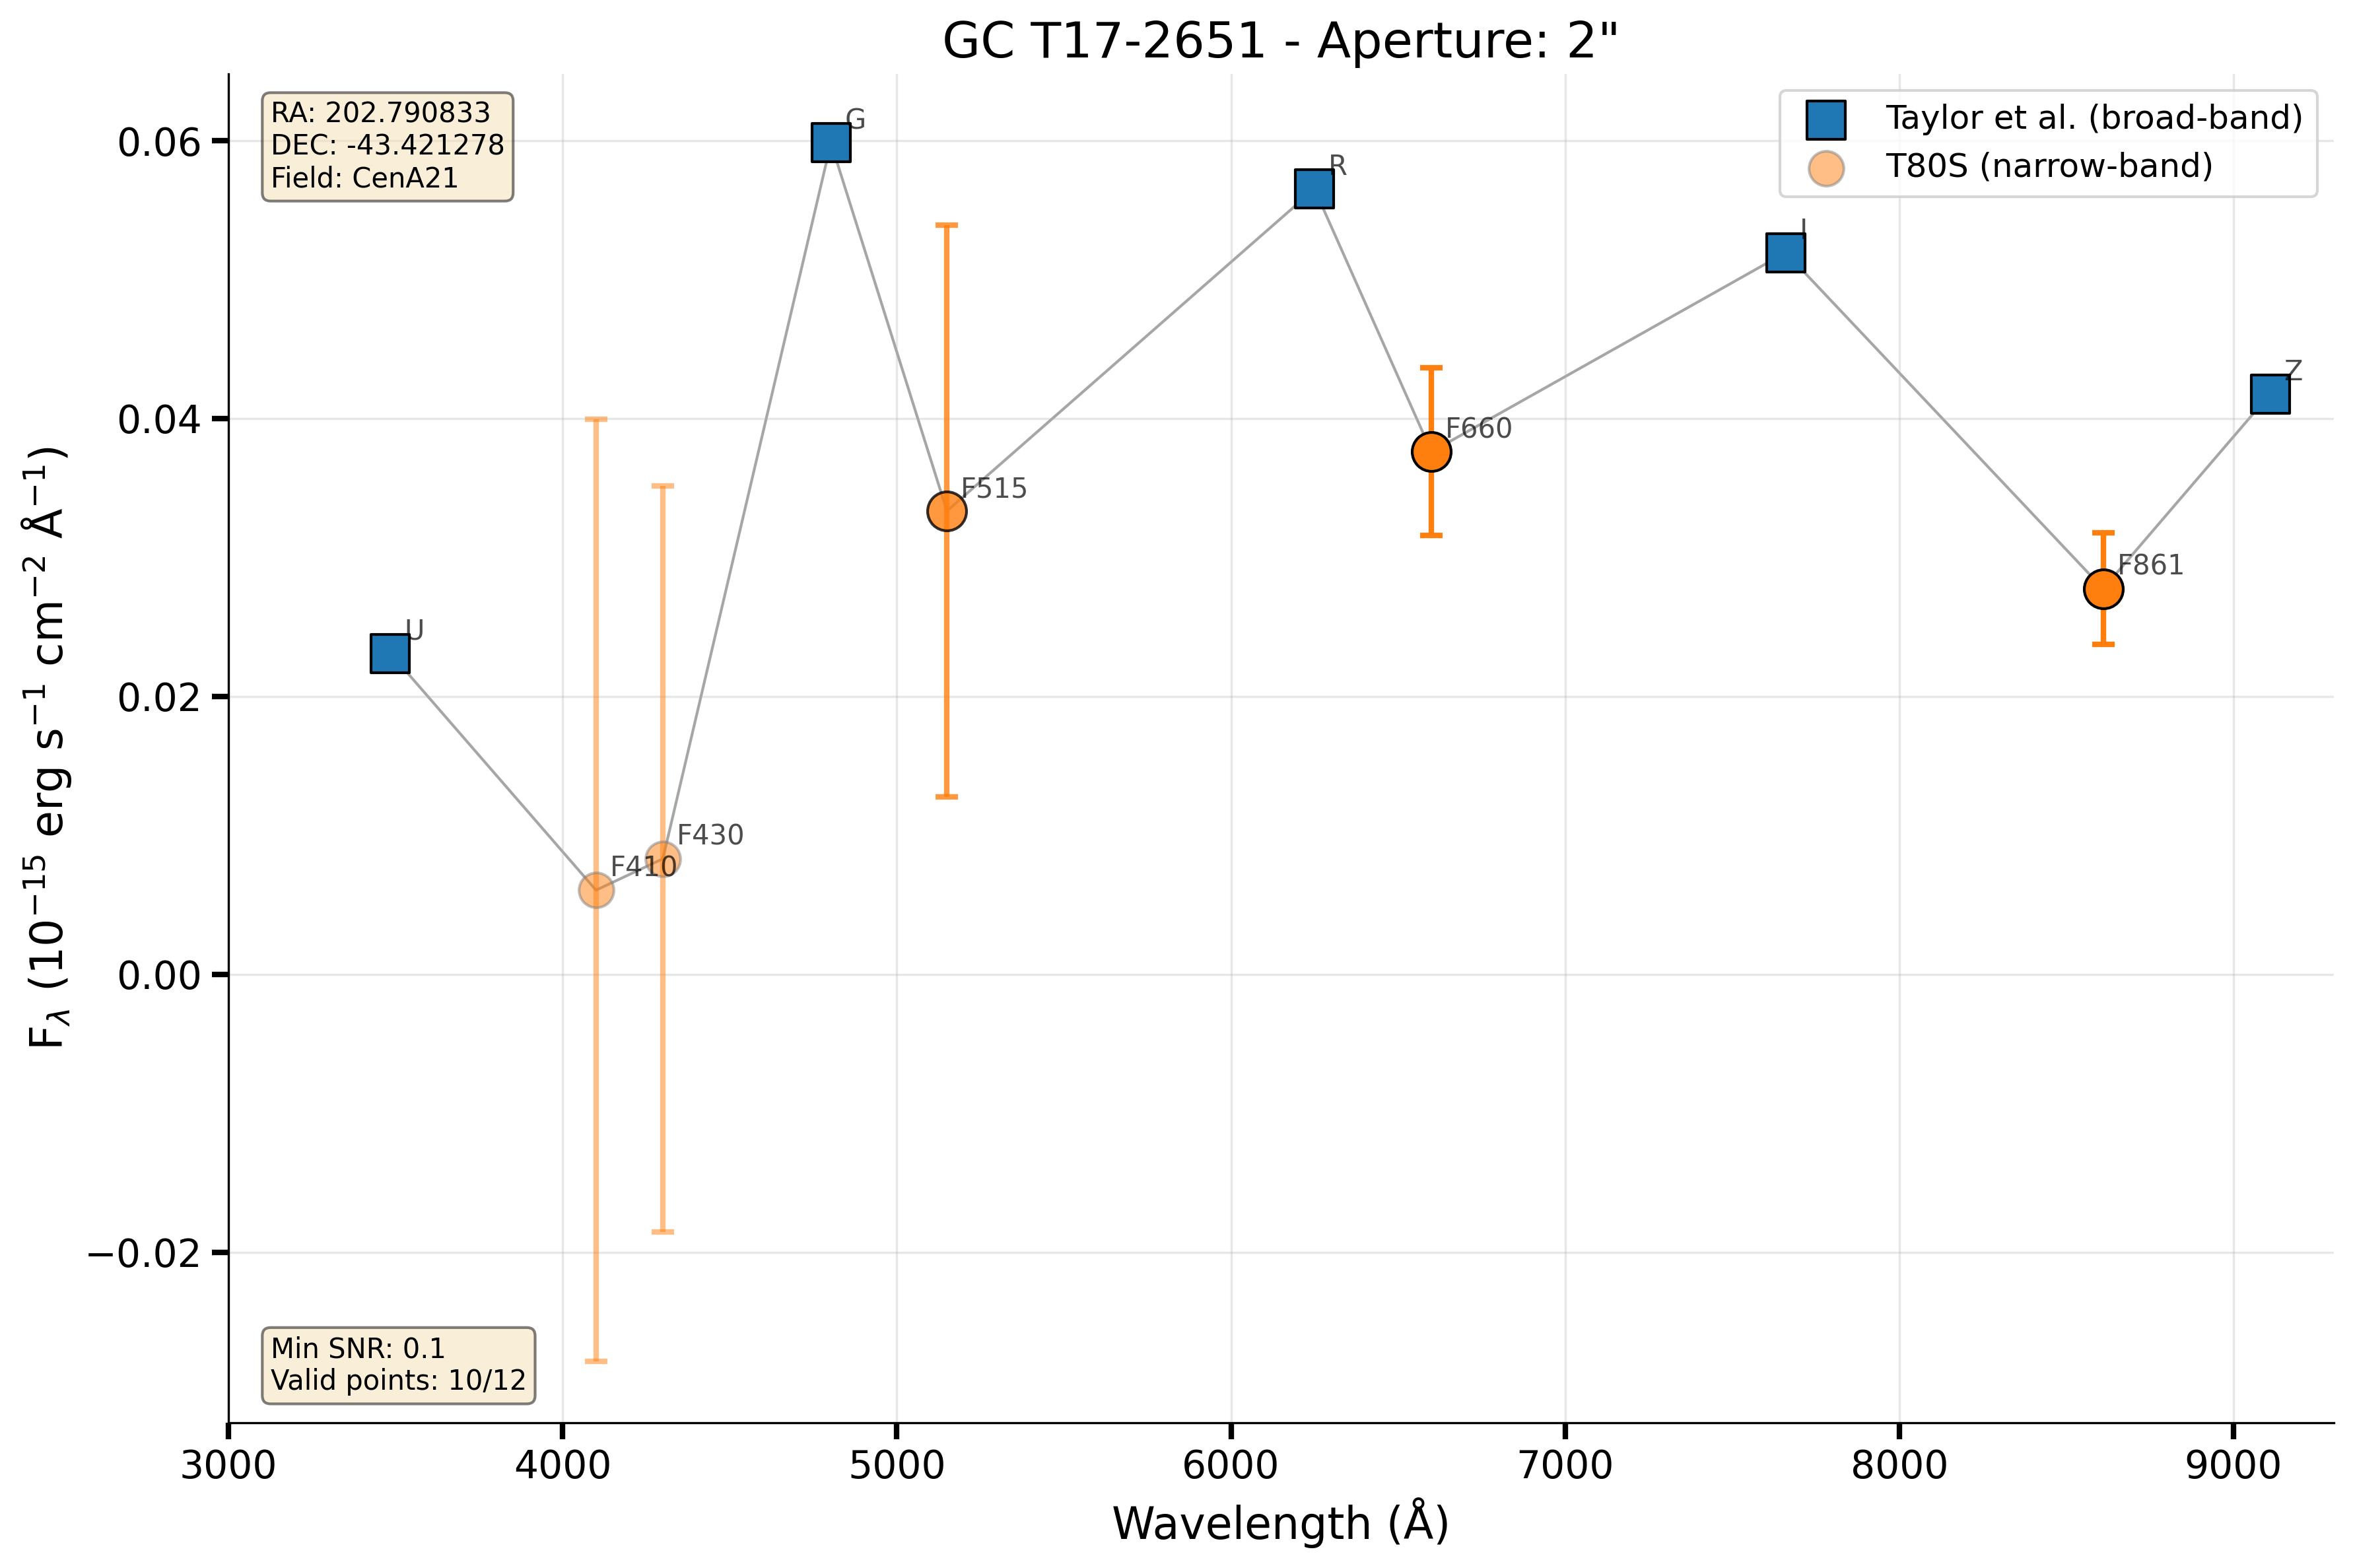 GC T17-2651 - Aperture: 2"
RA: 202.790833
DEC: -43.421278
Field: CenA21
Taylor et al. (broad-band)
T80S (narrow-band)
G
R
I
Z
F660
F515
F861
U
F430
F410
0.06
0.04
0.02
0.00
−0.02
Fλ (10⁻¹⁵ erg s⁻¹ cm⁻² Å⁻¹)
Min SNR: 0.1
Valid points: 10/12
3000 4000 5000 6000 7000 8000 9000
Wavelength (Å)